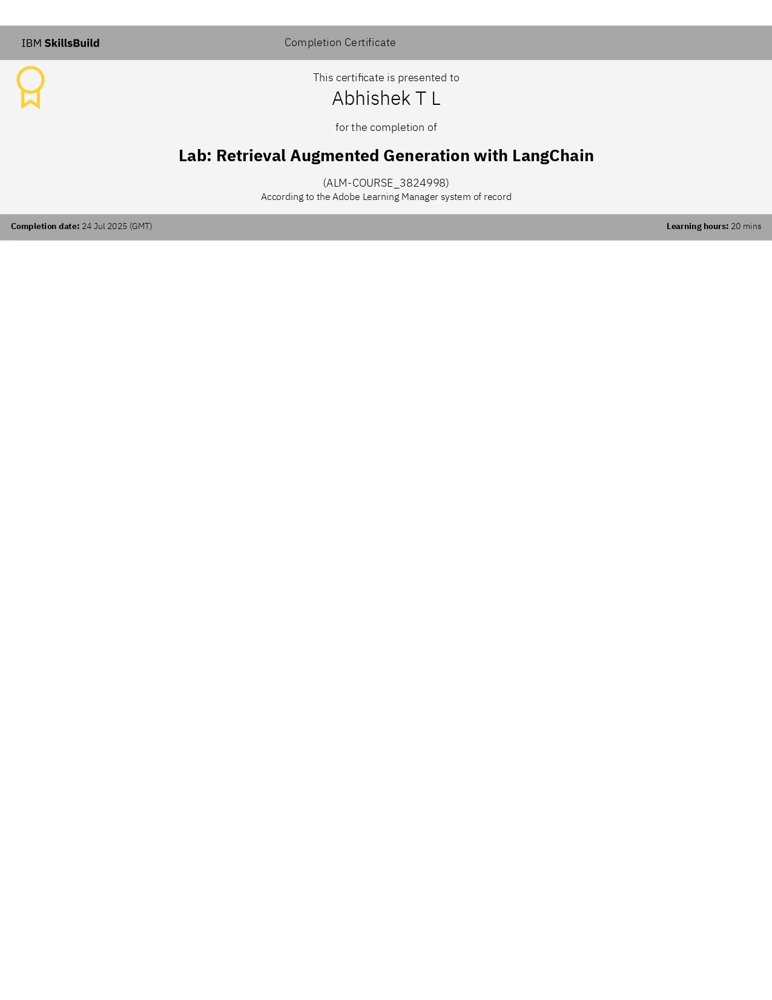 IBM SkillsBuild
Completion Certificate
This certificate is presented to
Abhishek T L
for the completion of
Lab: Retrieval Augmented Generation with LangChain
(ALM-COURSE_3824998)
According to the Adobe Learning Manager system of record
Completion date: 24 Jul 2025 (GMT)
Learning hours: 20 mins